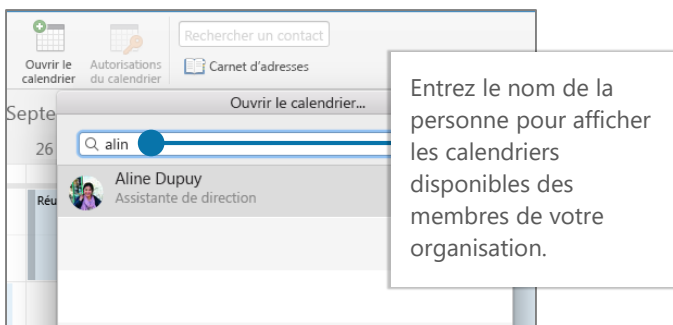 Rechercher un contact
Ouvrir le
calendrier
Autorisations
du calendrier
Carnet d'adresses
Septe
Ouvrir le calendrier...
26
alin
Aline Dupuy
Assistante de direction
Réu
Entrez le nom de la
personne pour afficher
les calendriers
disponibles des
membres de votre
organisation.